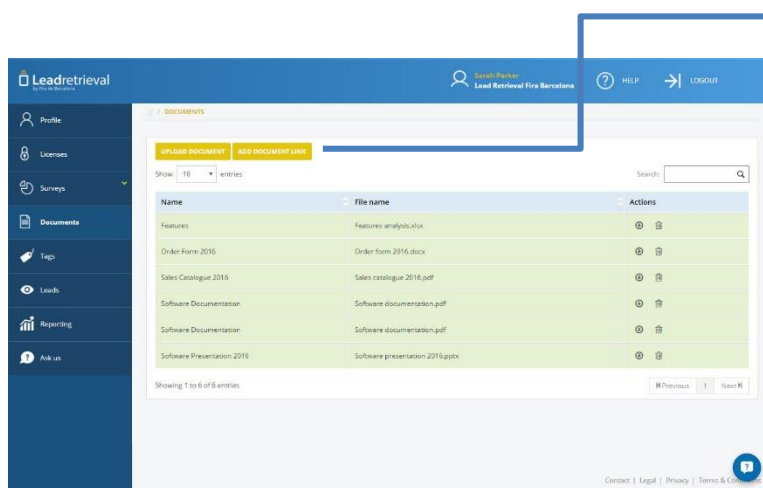 Leadretrieval
by Fira de Barcelona
Sarah Parker
Lead Retrieval Fira Barcelona
HELP
LOGOUT
Profile
Licenses
Surveys
Documents
Tags
Leads
Reporting
Ask us
/ DOCUMENTS
UPLOAD DOCUMENT ADD DOCUMENT LINK
Show 10 entries Search:
Name File name Actions
Features Features analysis.xlsx
Order Form 2016 Order form 2016.docx
Sales Catalogue 2016 Sales catalogue 2016.pdf
Software Documentation Software documentation.pdf
Software Documentation Software documentation.pdf
Software Presentation 2016 Software presentation 2016.pptx
Showing 1 to 6 of 6 entries Previous 1 Next
Contact | Legal | Privacy | Terms &